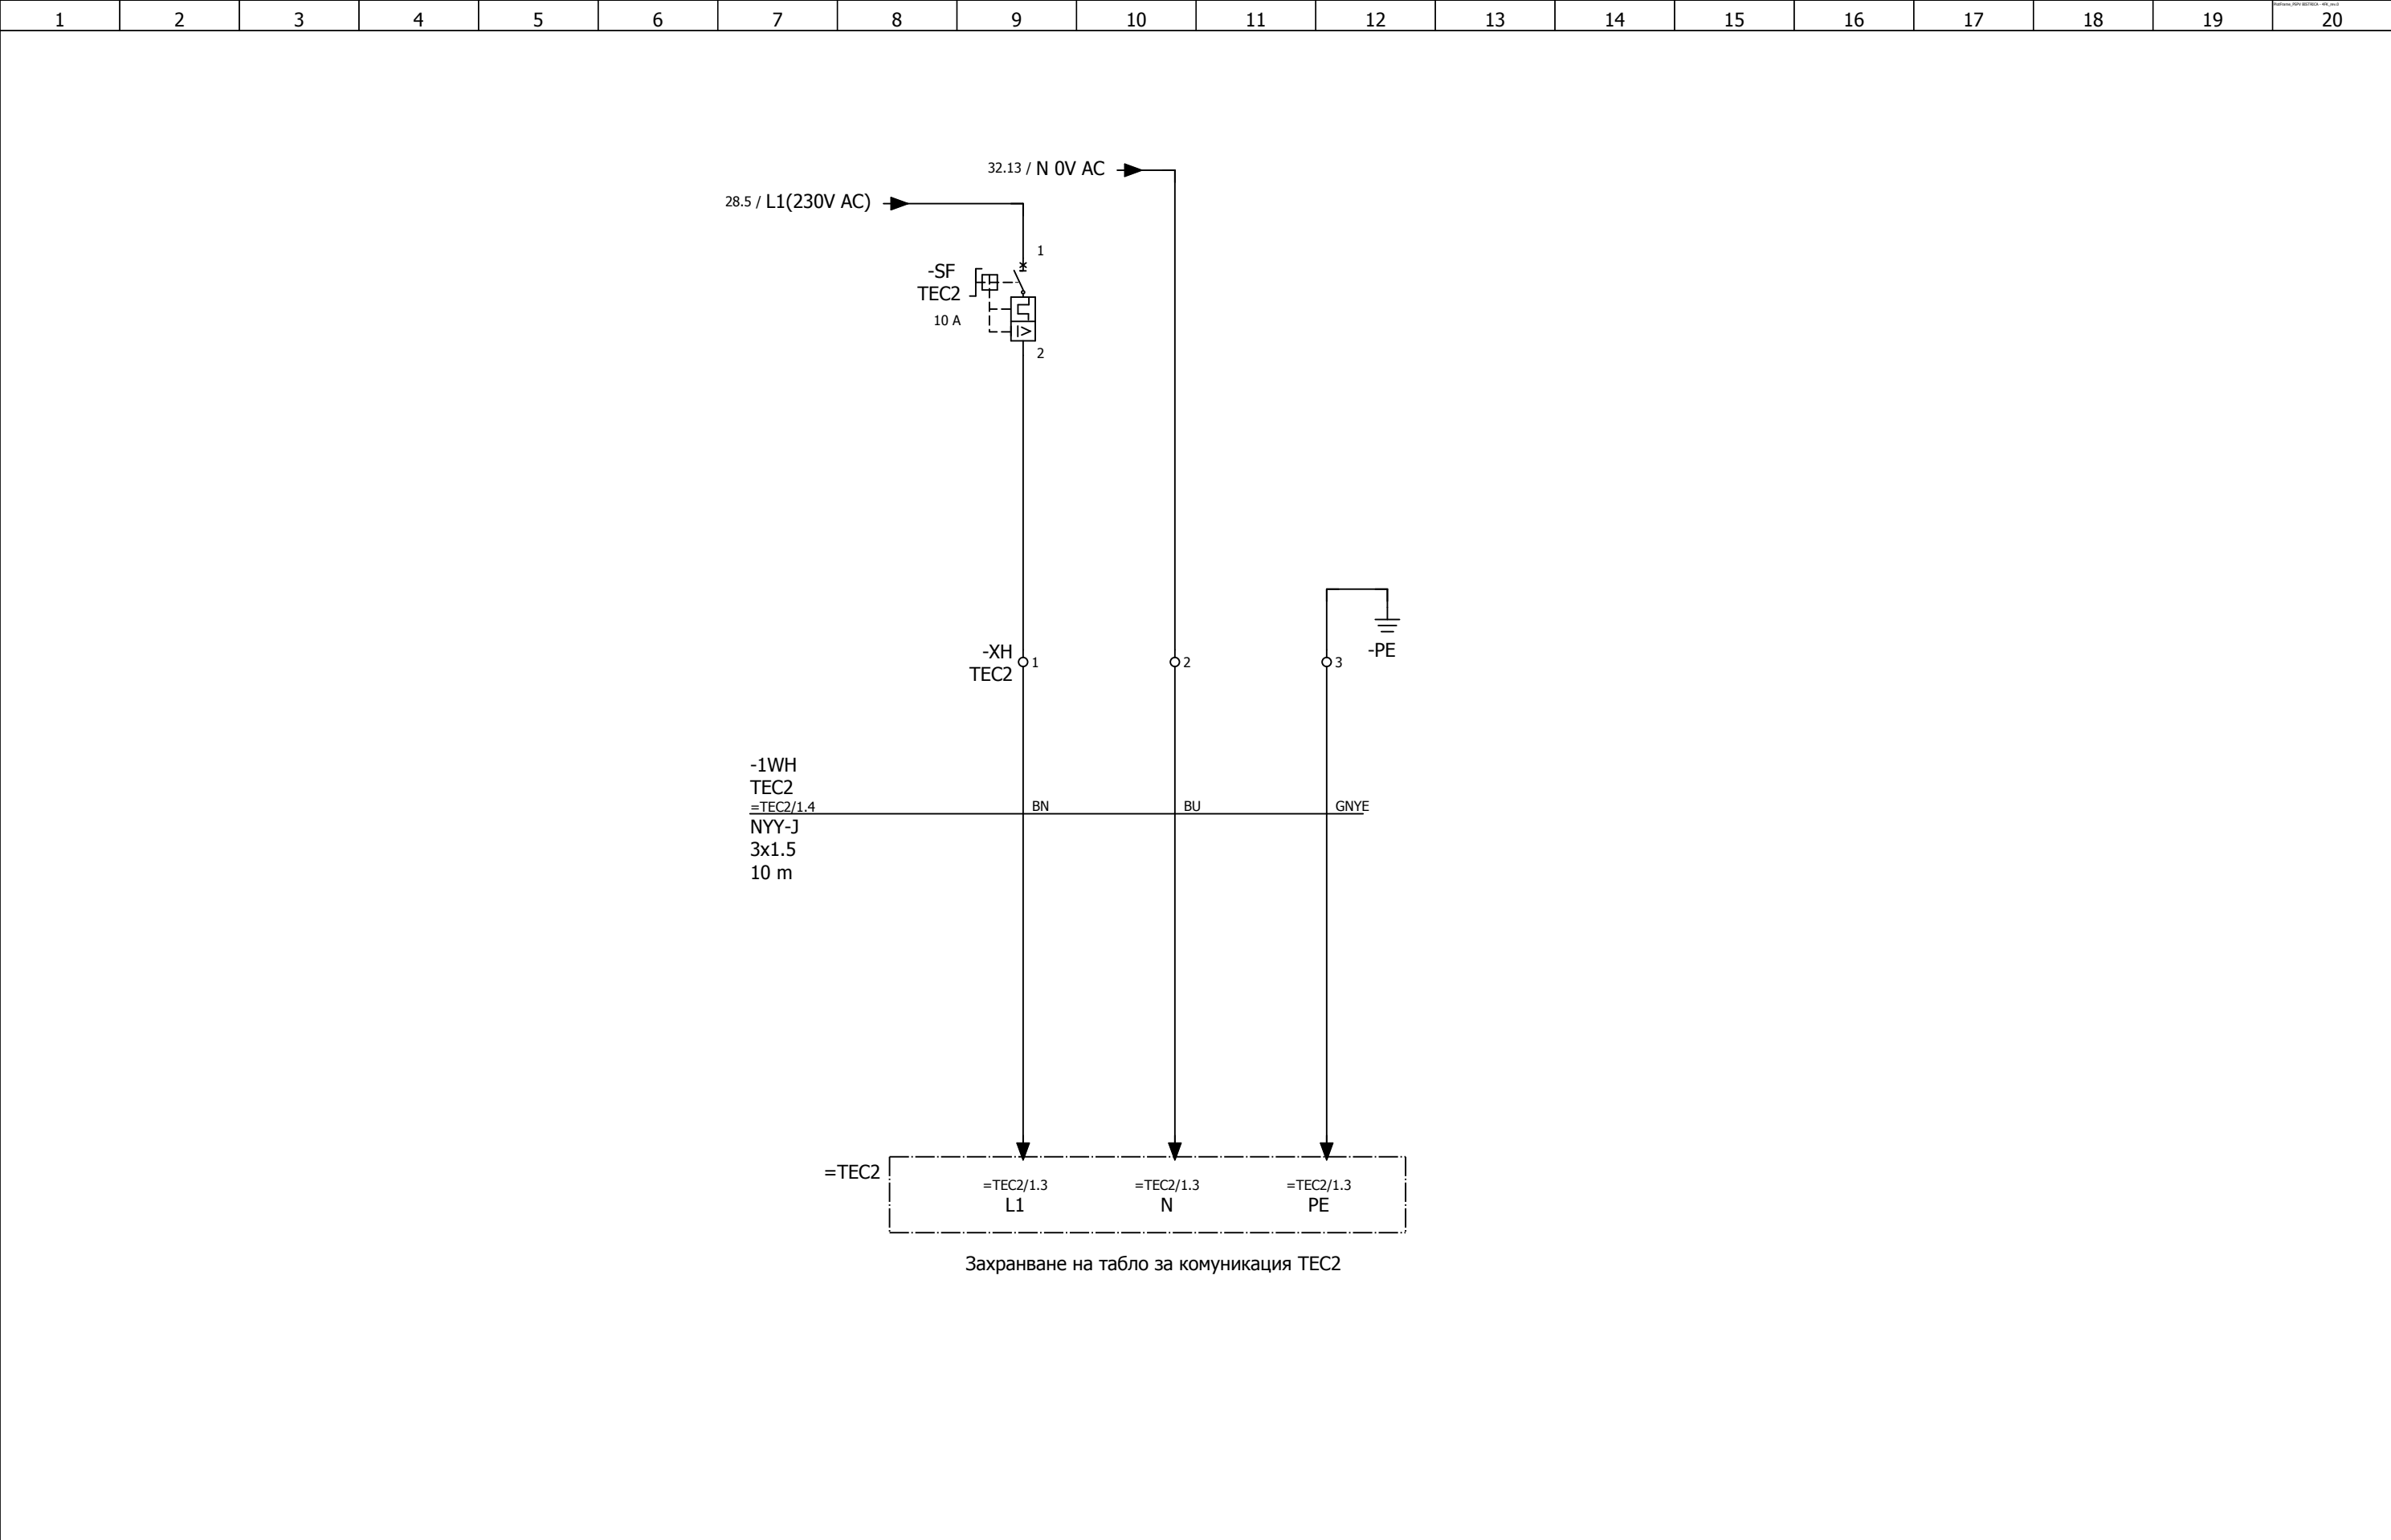 1 2 3 4 5 6 7 8 9 10 11 12 13 14 15 16 17 18 19 20
32.13 / N 0V AC
28.5 / L1(230V AC)
1
-SF
TEC2
10 A
I>
2
-XH
TEC2
1
2
3
-PE
-1WH
TEC2
=TEC2/1.4
NYY-J
3x1.5
10 m
BN
BU
GNYE
=TEC2
=TEC2/1.3
L1
=TEC2/1.3
N
=TEC2/1.3
PE
Захранване на табло за комуникация TEC2